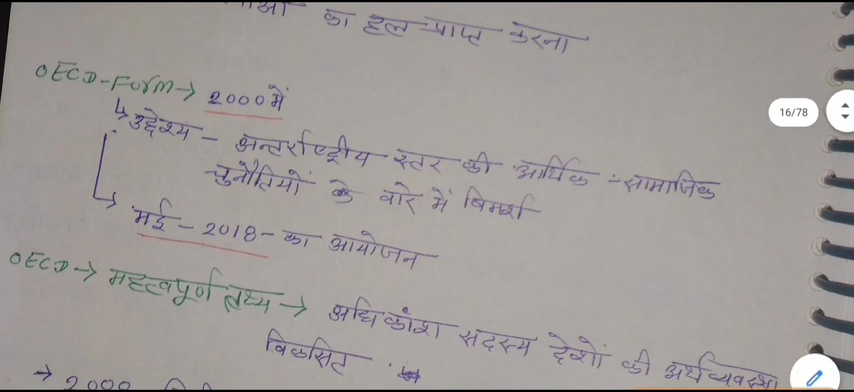 का हल प्राप्त करना
OECD-Form → 2000 में
↳ उद्देश्य - अन्तर्राष्ट्रीय स्तर की आर्थिक - सामाजिक
चुनौतियों के बारे में विमर्श
→ मई - 2018 - का आयोजन
OECD → महत्वपूर्ण तथ्य → अधिकांश सदस्य देशों की अर्थव्यवस्था
विकसित
→ 2000
16/78